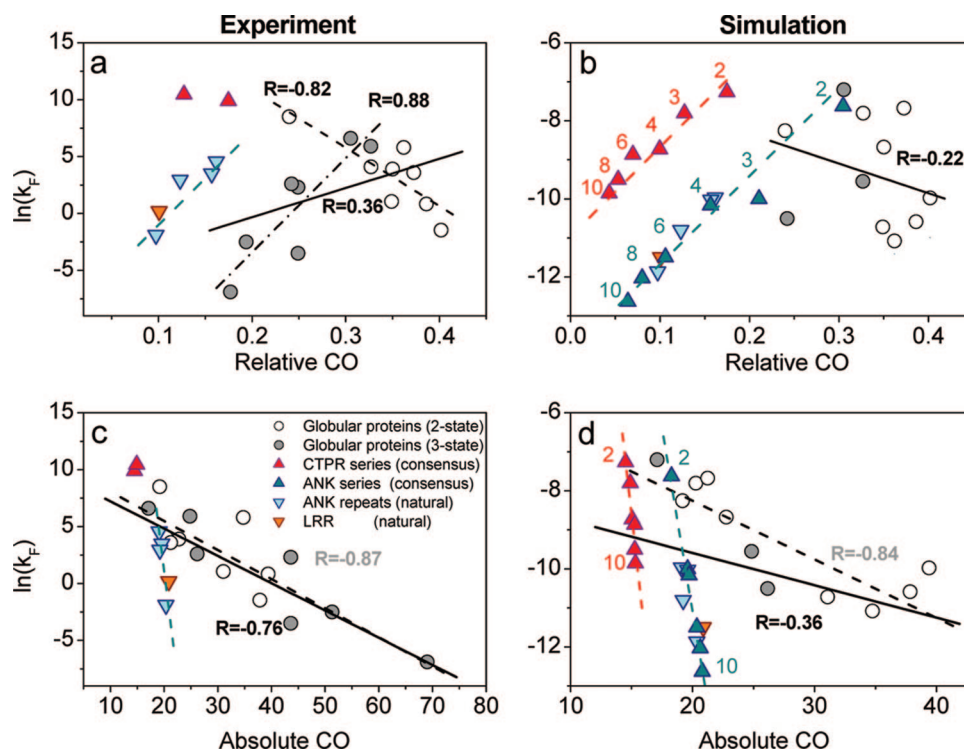 Experiment
Simulation
a
15
10
5
0
-5
-10
ln(k_F)
R=-0.82
R=0.88
R=0.36
0.1
0.2
0.3
0.4
Relative CO
b
-6
-8
-10
-12
2
3
4
6
8
10
2
3
4
6
8
10
R=-0.22
0.0
0.1
0.2
0.3
0.4
Relative CO
c
15
10
5
0
-5
ln(k_F)
Globular proteins (2-state)
Globular proteins (3-state)
CTPR series (consensus)
ANK series (consensus)
ANK repeats (natural)
LRR (natural)
R=-0.87
R=-0.76
10
20
30
40
50
60
70
80
Absolute CO
d
-6
-8
-10
-12
2
10
2
10
R=-0.84
R=-0.36
10
20
30
40
Absolute CO